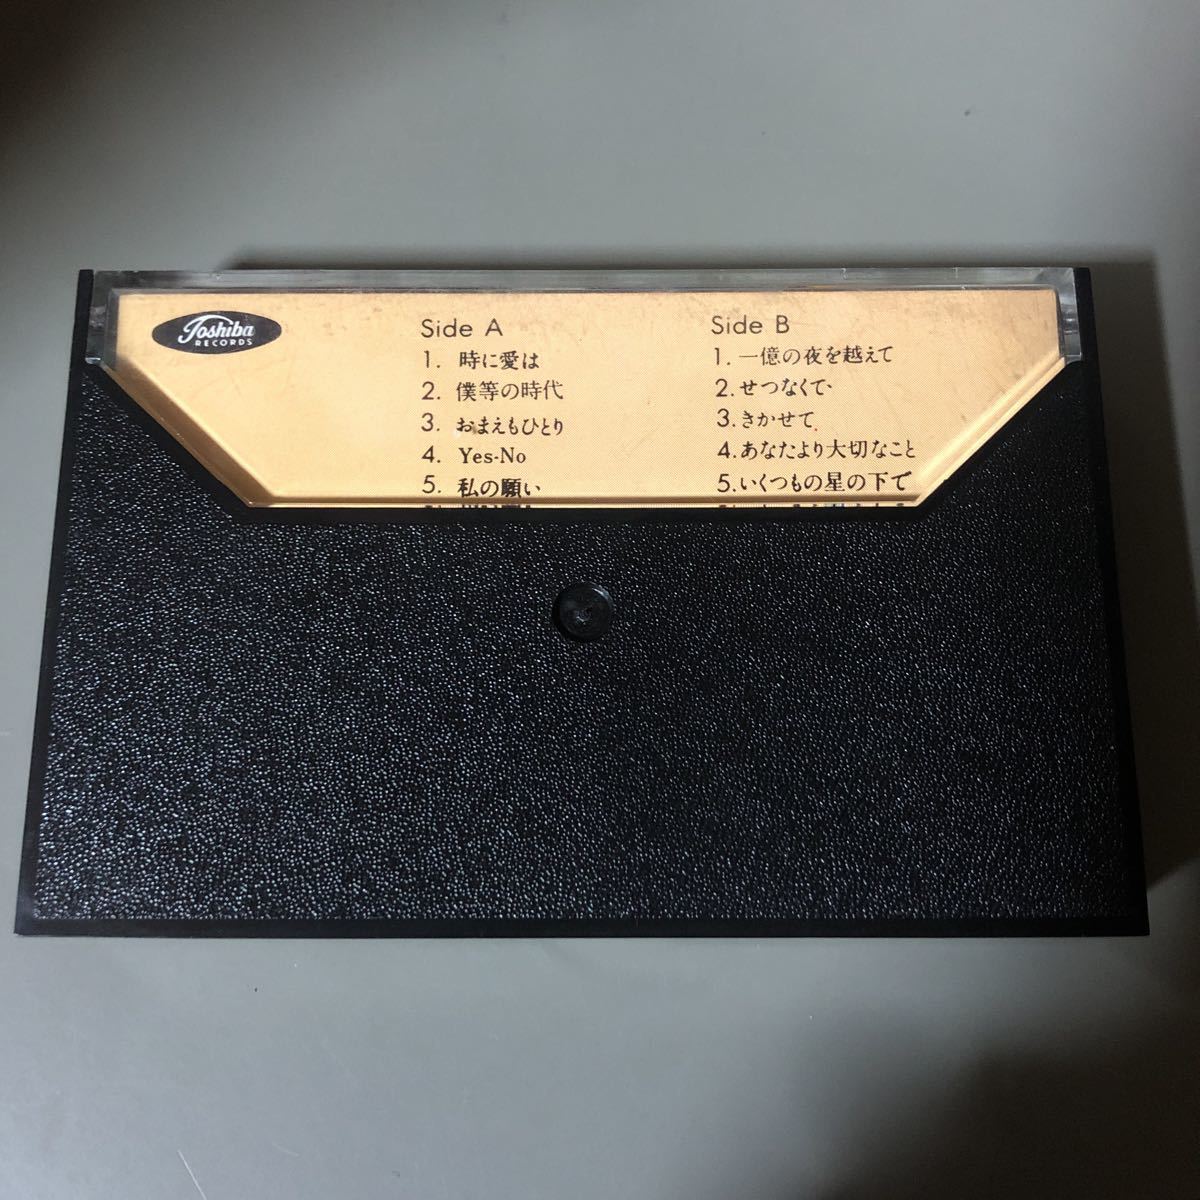 Toshiba
RECORDS
Side A
1. 時に愛は
2. 僕等の時代
3. おまえもひとり
4. Yes-No
5. 私の願い
Side B
1. 一億の夜を越えて
2. せつなくて
3. きかせて
4. あなたより大切なこと
5. いくつもの星の下で